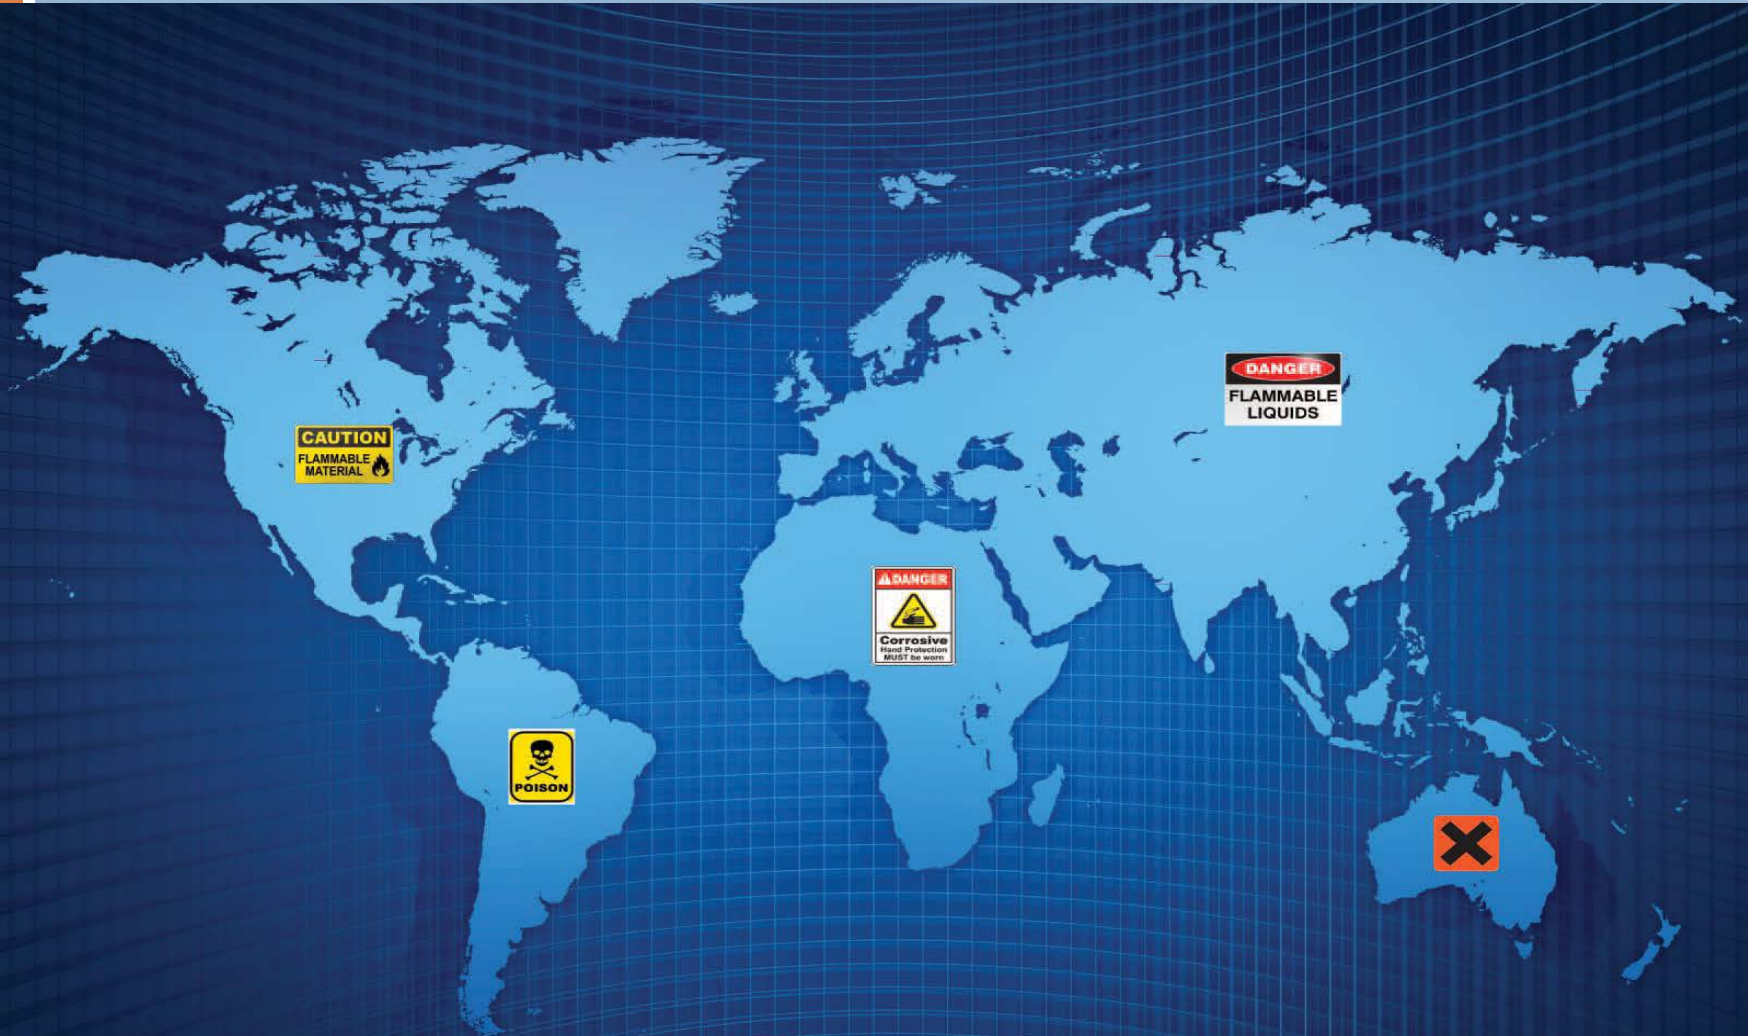 DANGER
FLAMMABLE
LIQUIDS
CAUTION
FLAMMABLE
MATERIAL
DANGER
Corrosive
Hand Protection
MUST be worn
POISON